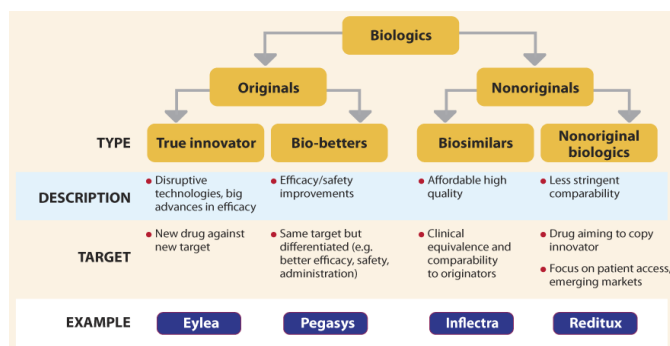 Biologics
Originals
Nonoriginals
TYPE
True innovator
Bio-betters
Biosimilars
Nonoriginal
biologics
DESCRIPTION
• Disruptive
technologies, big
advances in efficacy
• Efficacy/safety
improvements
• Affordable high
quality
• Less stringent
comparability
TARGET
• New drug against
new target
• Same target but
differentiated (e.g.
better efficacy, safety,
administration)
• Clinical
equivalence and
comparability
to originators
• Drug aiming to copy
innovator
• Focus on patient access,
emerging markets
EXAMPLE
Eylea
Pegasys
Inflectra
Reditux